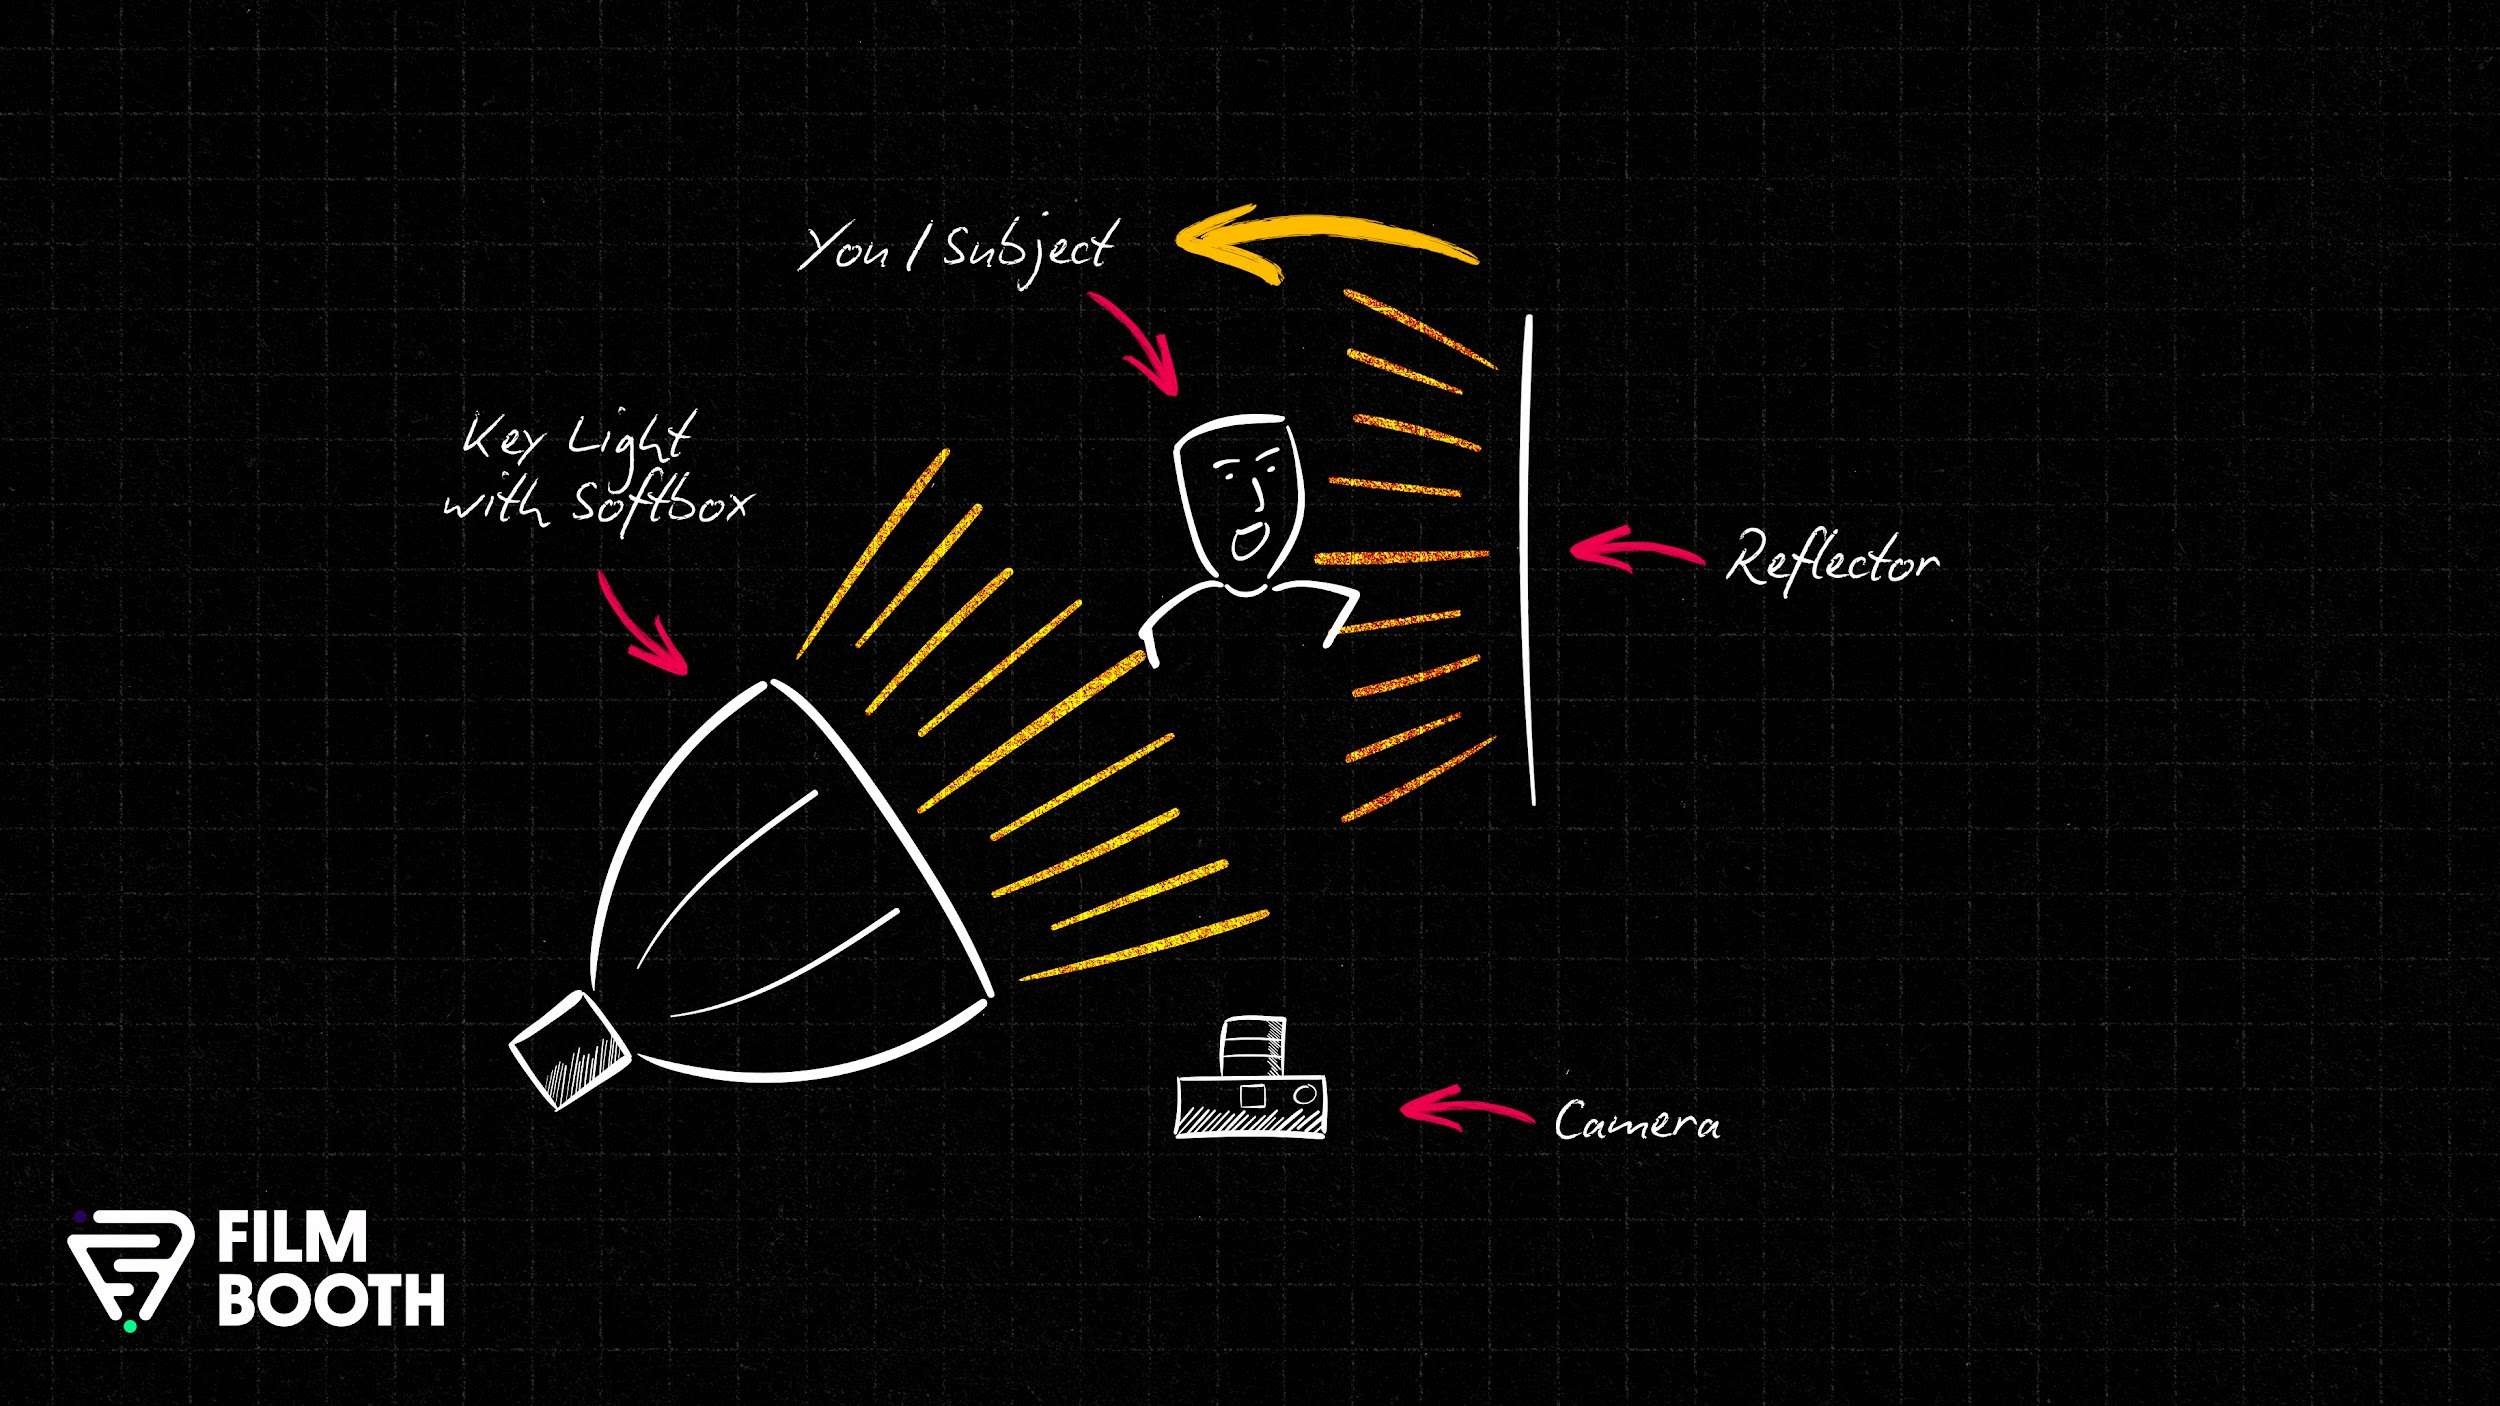 You / Subject
Key Light
with Softbox
Reflector
Camera
FILM
BOOTH